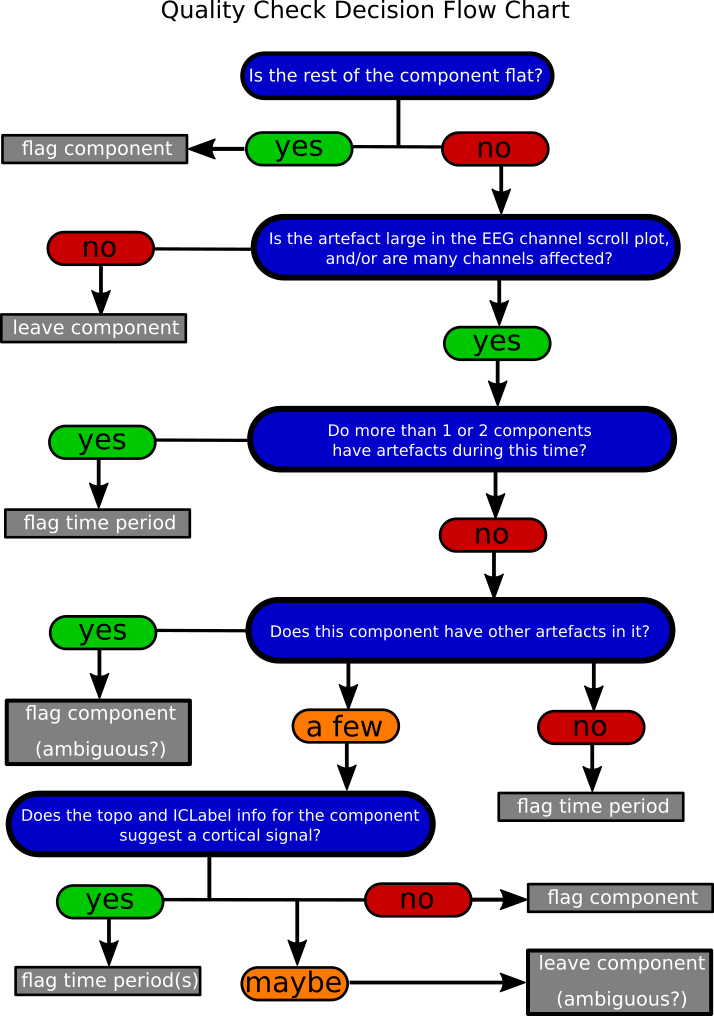 Quality Check Decision Flow Chart
Is the rest of the component flat?
flag component
yes
no
Is the artefact large in the EEG channel scroll plot,
and/or are many channels affected?
no
leave component
yes
Do more than 1 or 2 components
have artefacts during this time?
yes
flag time period
no
Does this component have other artefacts in it?
yes
flag component
(ambiguous?)
a few
no
flag time period
Does the topo and ICLabel info for the component
suggest a cortical signal?
yes
no
flag component
flag time period(s)
maybe
leave component
(ambiguous?)